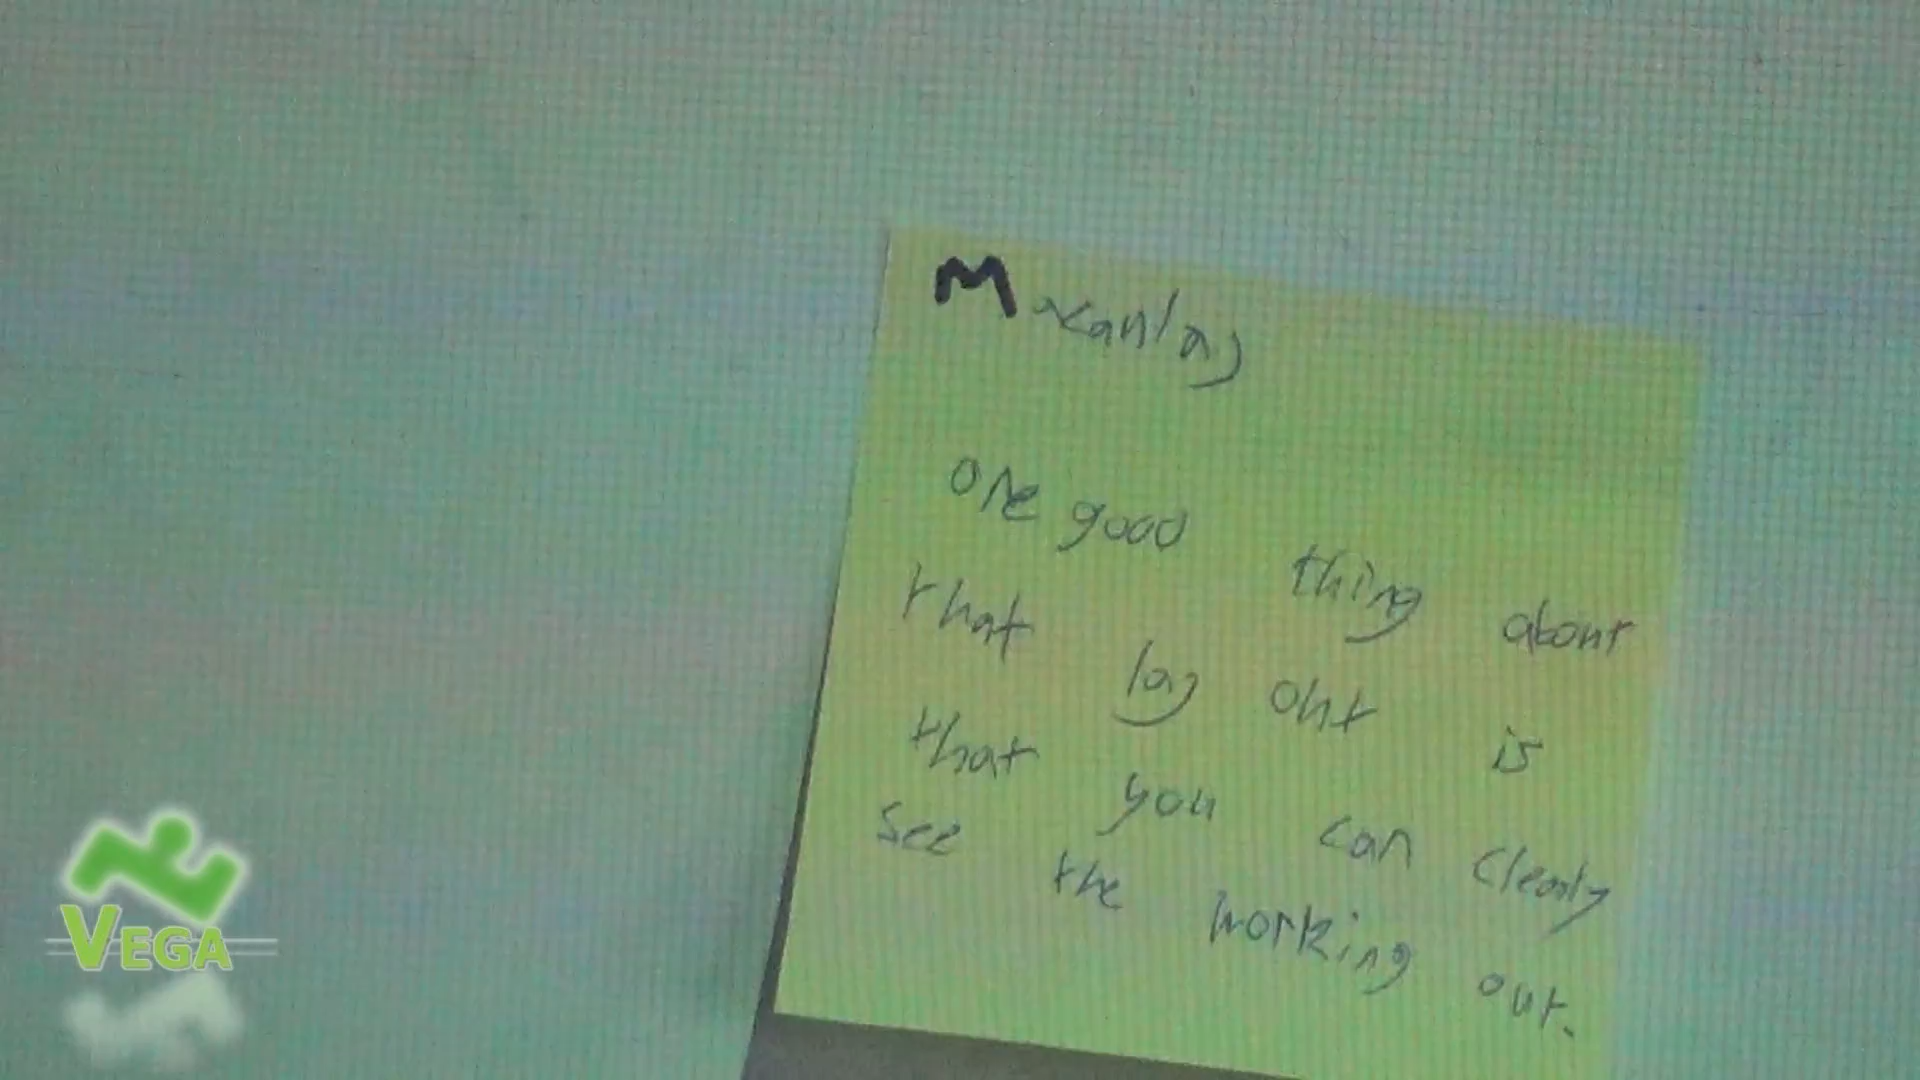 one good thing about
that lay out is
that you can clearly
see the working out.
VEGA